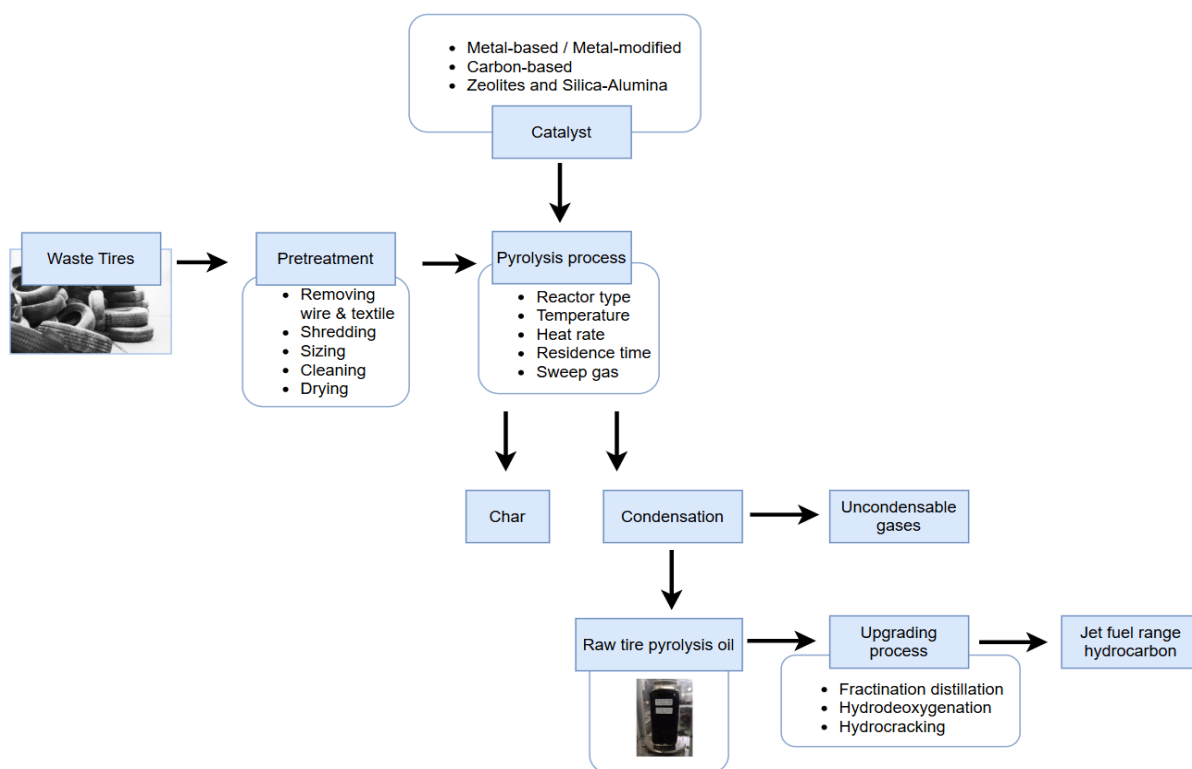 • Metal-based / Metal-modified
• Carbon-based
• Zeolites and Silica-Alumina
Catalyst
Waste Tires
Pretreatment
• Removing
wire & textile
• Shredding
• Sizing
• Cleaning
• Drying
Pyrolysis process
• Reactor type
• Temperature
• Heat rate
• Residence time
• Sweep gas
Char
Condensation
Uncondensable
gases
Raw tire pyrolysis oil
Upgrading
process
• Fractination distillation
• Hydrodeoxygenation
• Hydrocracking
Jet fuel range
hydrocarbon